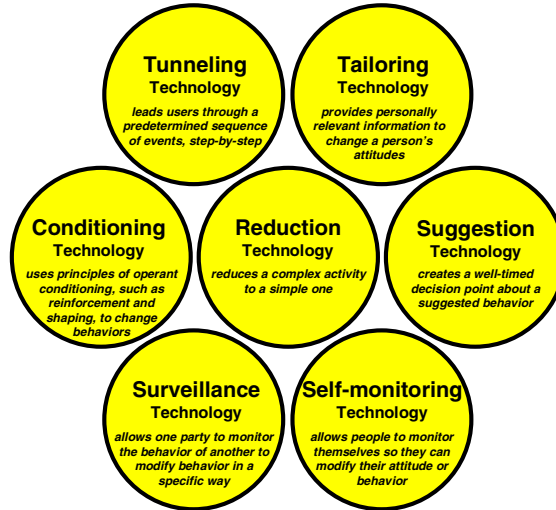 Tunneling
Technology
leads users through a
predetermined sequence
of events, step-by-step
Tailoring
Technology
provides personally
relevant information to
change a person's
attitudes
Conditioning
Technology
uses principles of operant
conditioning, such as
reinforcement and
shaping, to change
behaviors
Reduction
Technology
reduces a complex activity
to a simple one
Suggestion
Technology
creates a well-timed
decision point about a
suggested behavior
Surveillance
Technology
allows one party to monitor
the behavior of another to
modify behavior in a
specific way
Self-monitoring
Technology
allows people to monitor
themselves so they can
modify their attitude or
behavior